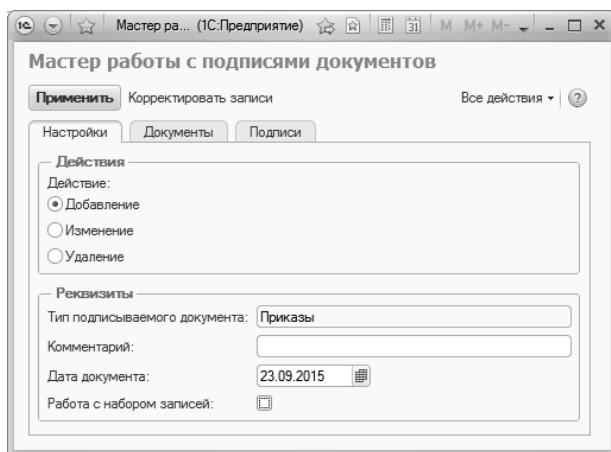 1С Мастер ра... (1С:Предприятие) 31 M M+ M-
Мастер работы с подписями документов
Применить Корректировать записи Все действия ?
Настройки Документы Подписи
Действия
Действие:
Добавление
Изменение
Удаление
Реквизиты
Тип подписываемого документа: Приказы
Комментарий:
Дата документа: 23.09.2015
Работа с набором записей: